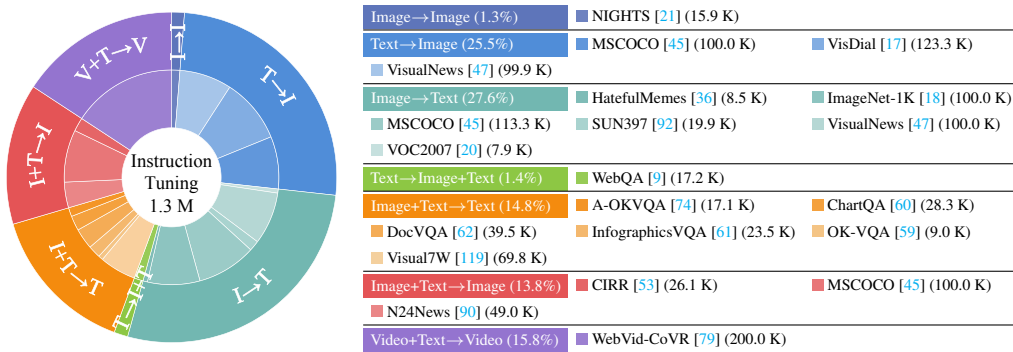 I→I
T→I
I→T
T→I+T
I+T→T
I+T→I
V+T→V
Instruction
Tuning
1.3 M
Image→Image (1.3%) NIGHTS [21] (15.9 K)
Text→Image (25.5%) MSCOCO [45] (100.0 K) VisDial [17] (123.3 K)
VisualNews [47] (99.9 K)
Image→Text (27.6%) HatefulMemes [36] (8.5 K) ImageNet-1K [18] (100.0 K)
MSCOCO [45] (113.3 K) SUN397 [92] (19.9 K) VisualNews [47] (100.0 K)
VOC2007 [20] (7.9 K)
Text→Image+Text (1.4%) WebQA [9] (17.2 K)
Image+Text→Text (14.8%) A-OKVQA [74] (17.1 K) ChartQA [60] (28.3 K)
DocVQA [62] (39.5 K) InfographicsVQA [61] (23.5 K) OK-VQA [59] (9.0 K)
Visual7W [119] (69.8 K)
Image+Text→Image (13.8%) CIRR [53] (26.1 K) MSCOCO [45] (100.0 K)
N24News [90] (49.0 K)
Video+Text→Video (15.8%) WebVid-CoVR [79] (200.0 K)